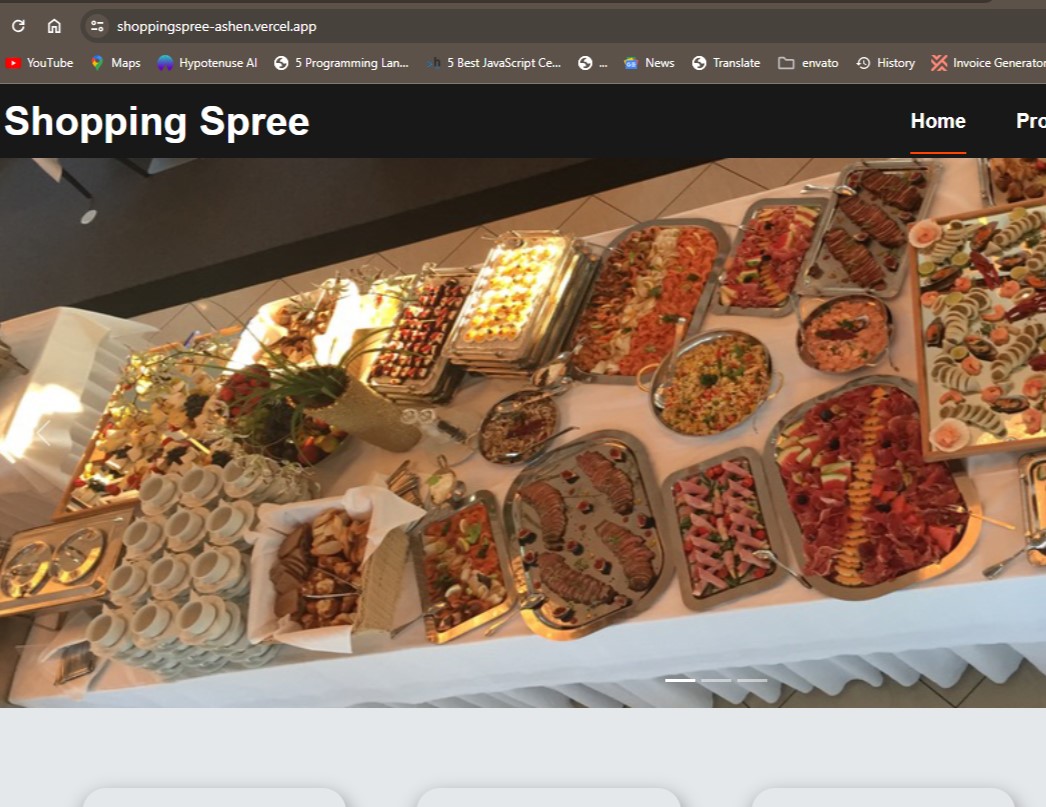 shoppingspree-ashen.vercel.app
YouTube Maps Hypotenuse AI 5 Programming Lan... 5 Best JavaScript Ce... ... News Translate envato History Invoice Generator
Shopping Spree Home Pro